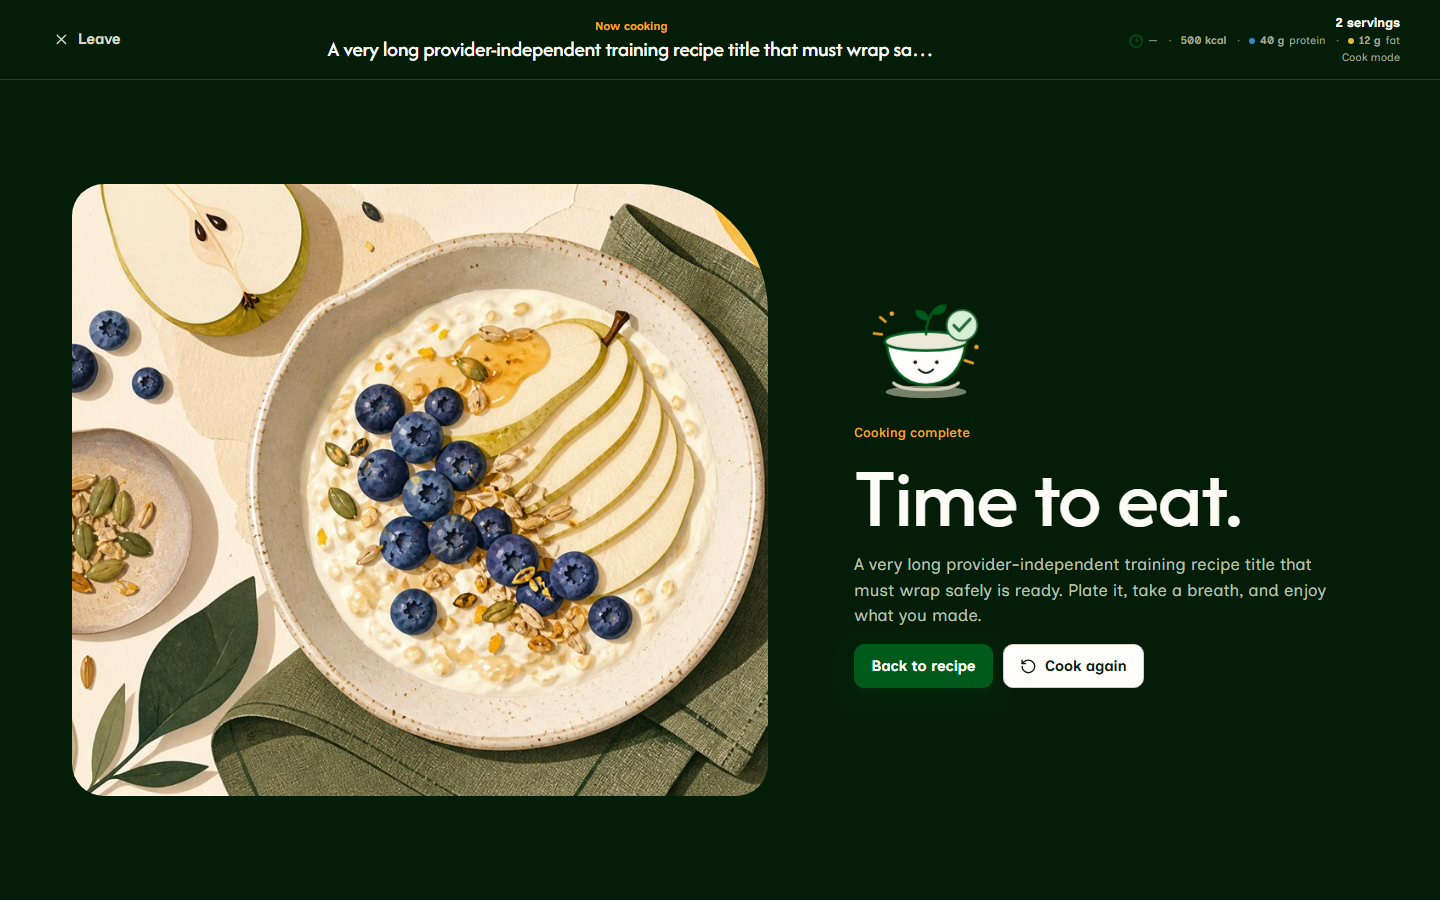 Leave
Now cooking
A very long provider-independent training recipe title that must wrap sa...
2 servings
— · 500 kcal · 40 g protein · 12 g fat
Cook mode
Cooking complete
Time to eat.
A very long provider-independent training recipe title that
must wrap safely is ready. Plate it, take a breath, and enjoy
what you made.
Back to recipe
Cook again